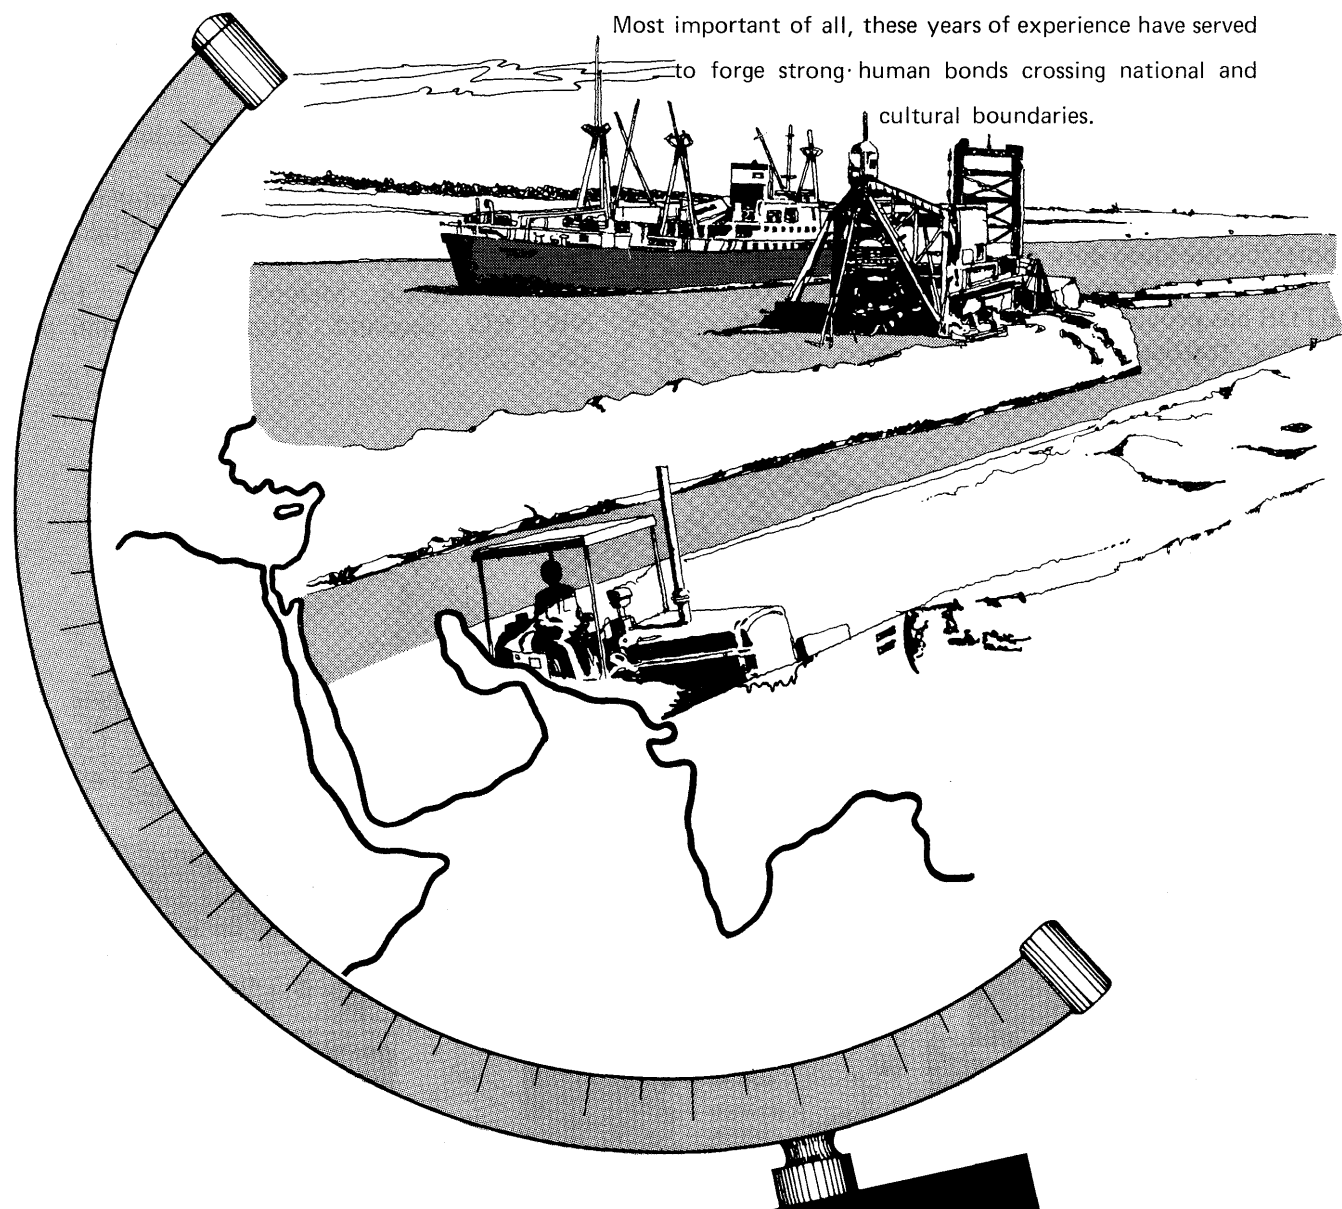 Most important of all, these years of experience have served
to forge strong human bonds crossing national and
cultural boundaries.